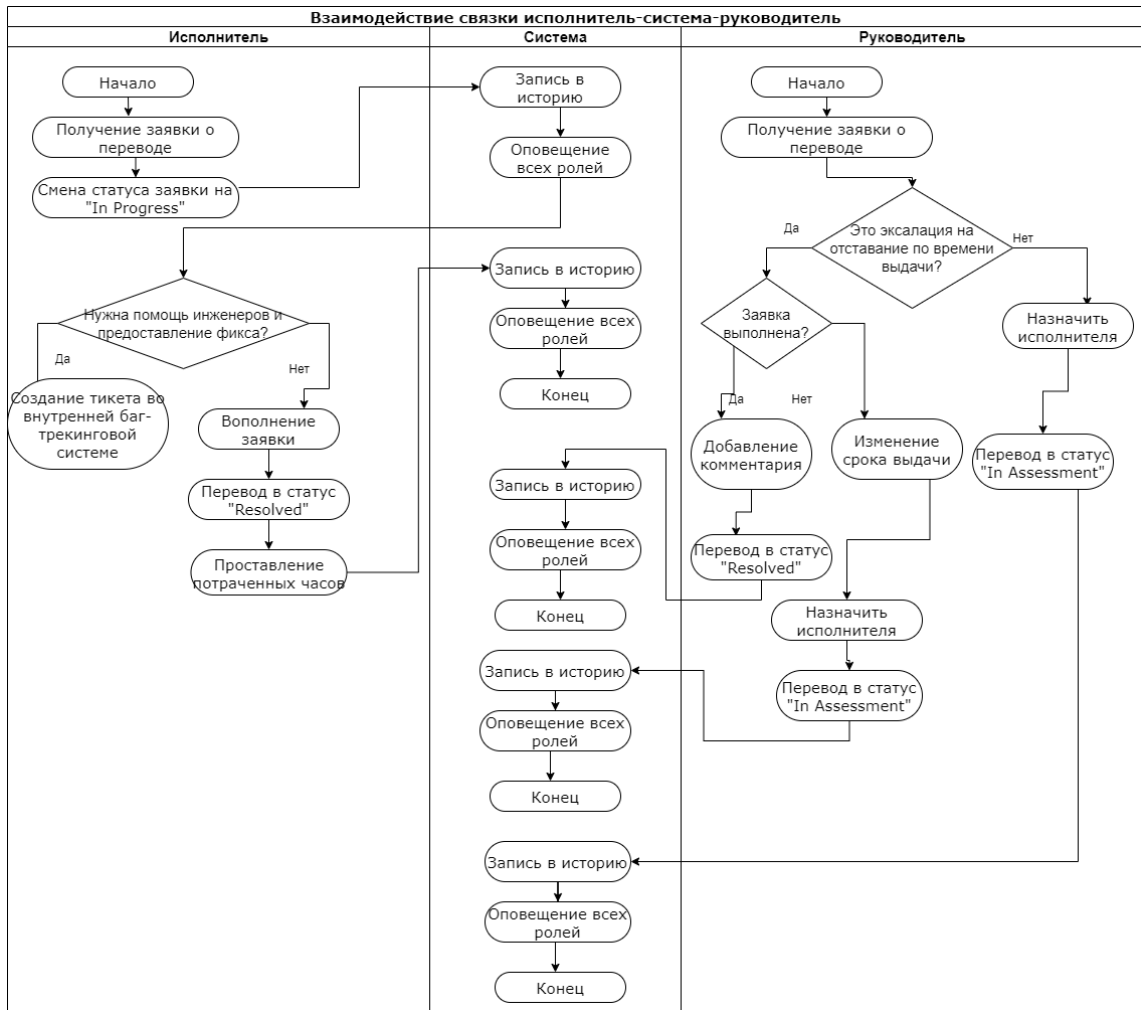 Взаимодействие связки исполнитель-система-руководитель
Исполнитель
Система
Руководитель
Начало
Получение заявки о
переводе
Смена статуса заявки на
"In Progress"
Запись в
историю
Оповещение
всех ролей
Нужна помощь инженеров и
предоставление фикса?
Да
Нет
Создание тикета во
внутренней баг-
трекинговой
системе
Вополнение
заявки
Перевод в статус
"Resolved"
Проставление
потраченных часов
Запись в историю
Оповещение всех
ролей
Конец
Запись в историю
Оповещение всех
ролей
Конец
Запись в историю
Оповещение всех
ролей
Конец
Запись в историю
Оповещение всех
ролей
Конец
Начало
Получение заявки о
переводе
Это эксалация на
отставание по времени
выдачи?
Да
Нет
Заявка
выполнена?
Назначить
исполнителя
Да
Нет
Добавление
комментария
Изменение
срока выдачи
Перевод в статус
"In Assessment"
Перевод в статус
"Resolved"
Назначить
исполнителя
Перевод в статус
"In Assessment"